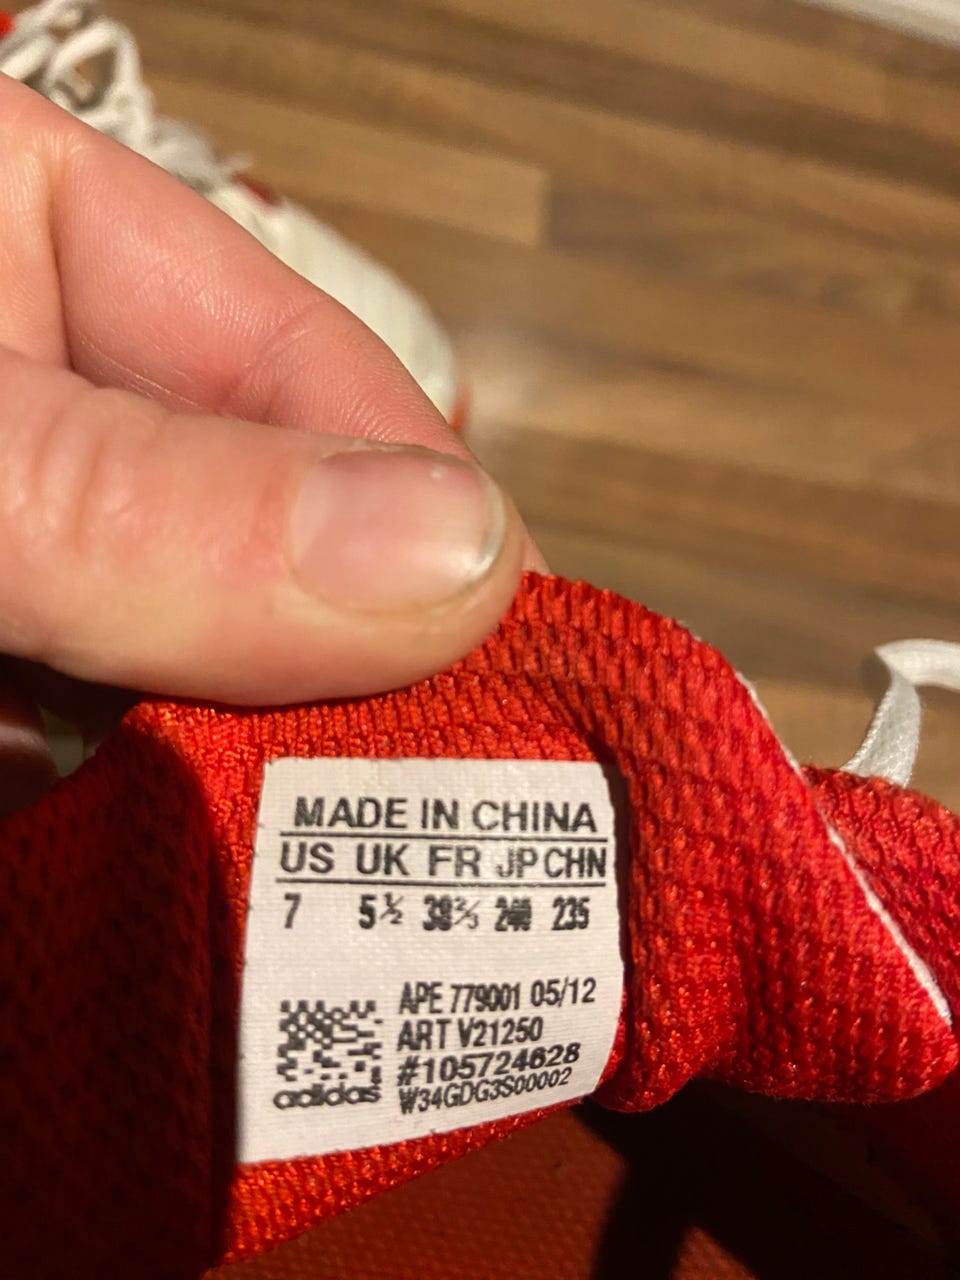 MADE IN CHINA
US UK FR JP CHN
7 5½ 38⅔ 240 235
APE 779001 05/12
ART V21250
#105724628
W34GDG3S00002
adidas